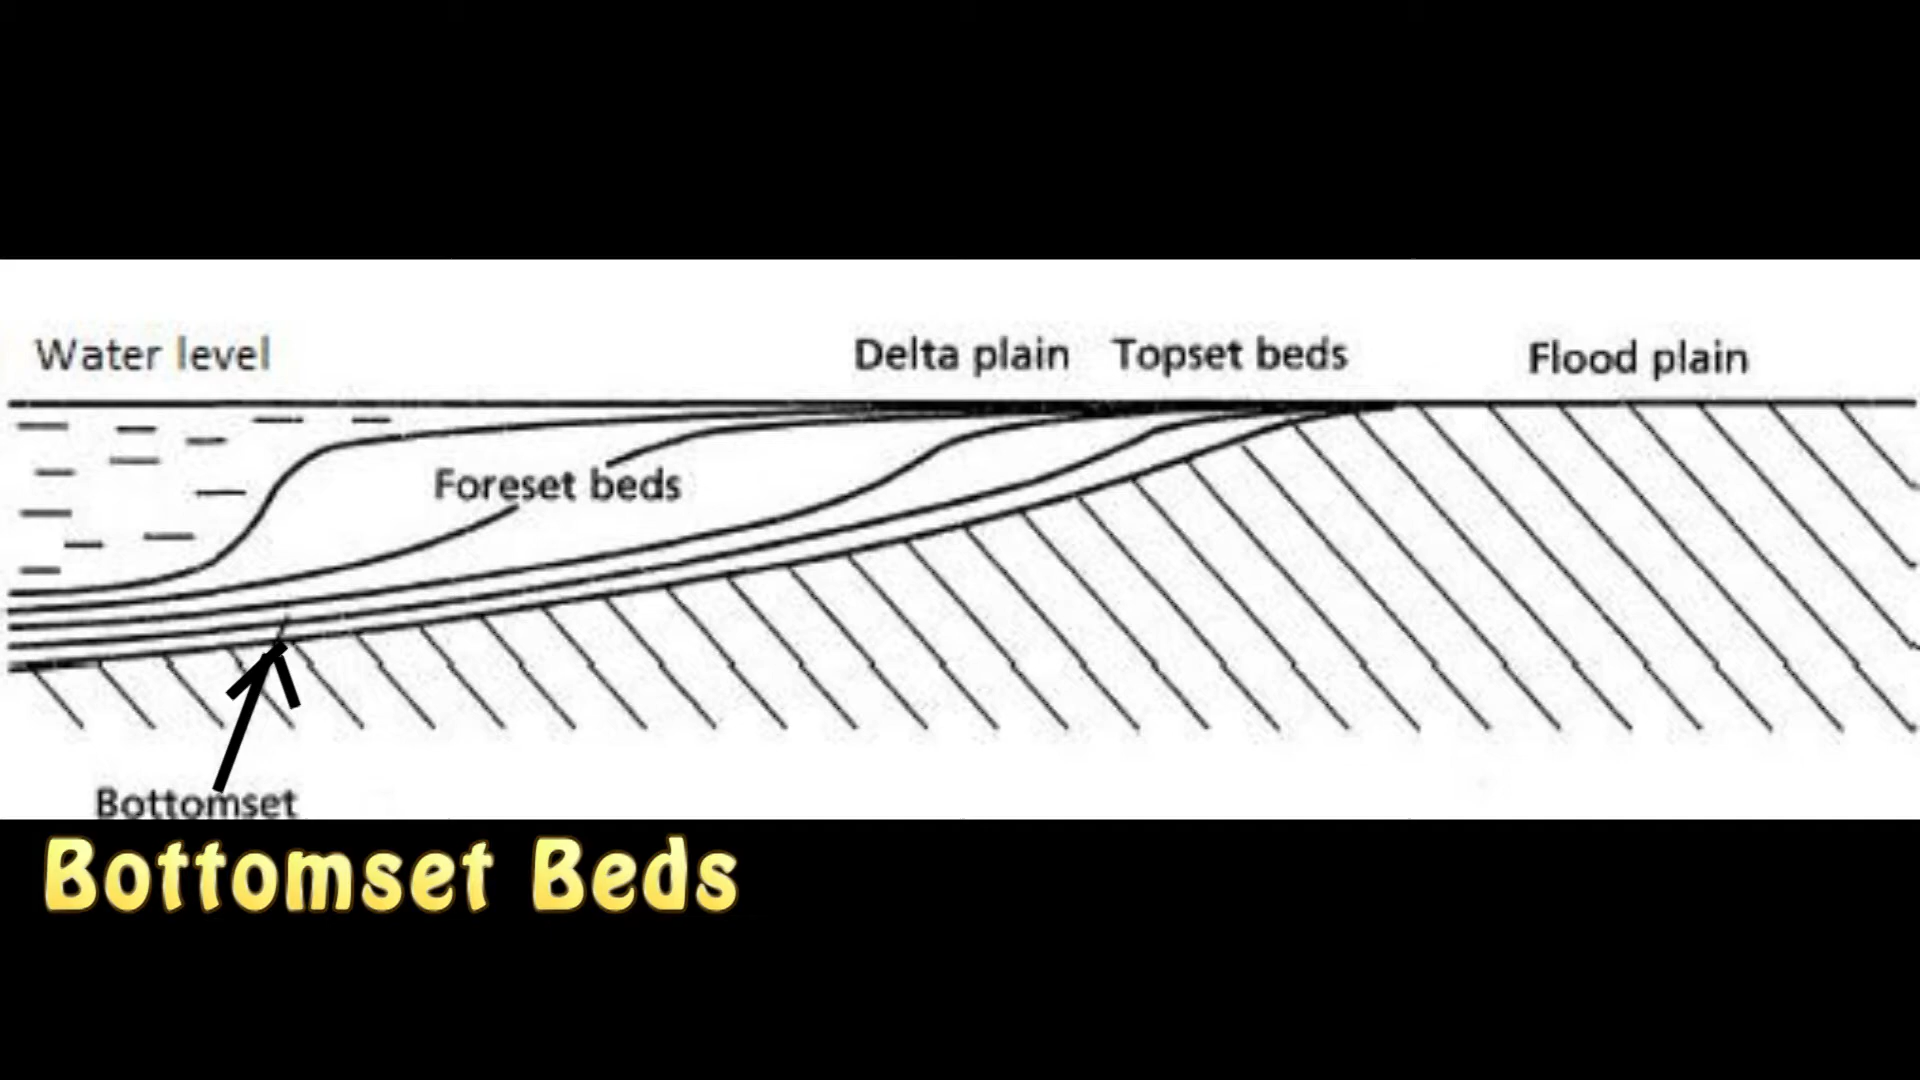 Water level
Delta plain
Topset beds
Flood plain
Foreset beds
Bottomset
Bottomset Beds